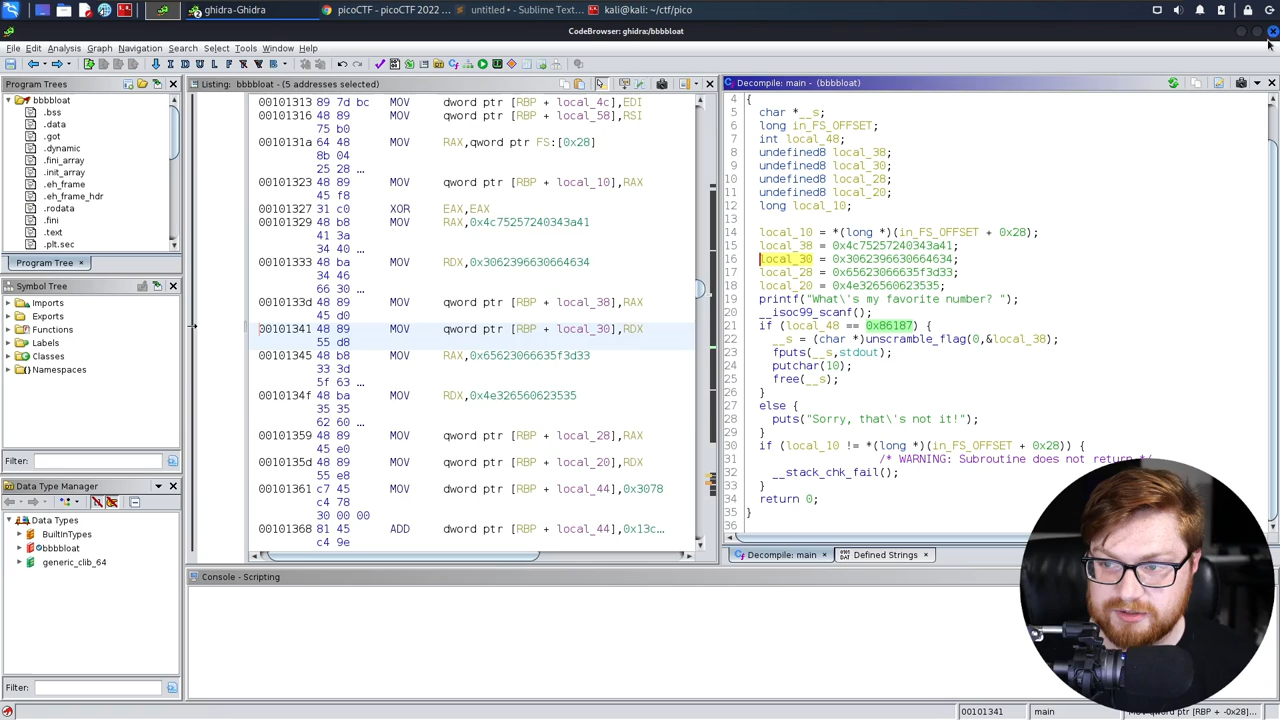 ghidra-Ghidra
picoCTF - picoCTF 2022 ...
untitled • - Sublime Text...
kali@kali: ~/ctf/pico
CodeBrowser: ghidra:/bbbbloat
File Edit Analysis Graph Navigation Search Select Tools Window Help
Program Trees
bbbbloat
.bss
.data
.got
.dynamic
.fini_array
.init_array
.eh_frame
.eh_frame_hdr
.rodata
.fini
.text
.plt.sec
Program Tree ×
Symbol Tree
Imports
Exports
Functions
Labels
Classes
Namespaces
Filter:
Data Type Manager
Data Types
BuiltInTypes
bbbbloat
generic_clib_64
Filter:
Listing: bbbbloat - (5 addresses selected)
00101313 89 7d bc MOV dword ptr [RBP + local_4c],EDI
00101316 48 89 MOV qword ptr [RBP + local_58],RSI
75 b0
0010131a 64 48 MOV RAX,qword ptr FS:[0x28]
8b 04
25 28 ...
00101323 48 89 MOV qword ptr [RBP + local_10],RAX
45 f8
00101327 31 c0 XOR EAX,EAX
00101329 48 b8 MOV RAX,0x4c75257240343a41
41 3a
34 40 ...
00101333 48 ba MOV RDX,0x3062396630664634
34 46
66 30 ...
0010133d 48 89 MOV qword ptr [RBP + local_38],RAX
45 d0
00101341 48 89 MOV qword ptr [RBP + local_30],RDX
55 d8
00101345 48 b8 MOV RAX,0x65623066635f3d33
33 3d
5f 63 ...
0010134f 48 ba MOV RDX,0x4e326560623535
35 35
62 60 ...
00101359 48 89 MOV qword ptr [RBP + local_28],RAX
45 e0
0010135d 48 89 MOV qword ptr [RBP + local_20],RDX
55 e8
00101361 c7 45 MOV dword ptr [RBP + local_44],0x3078
c4 78
30 00 00
00101368 81 45 ADD dword ptr [RBP + local_44],0x13c...
c4 9e
Decompile: main - (bbbbloat)
4 {
5 char *__s;
6 long in_FS_OFFSET;
7 int local_48;
8 undefined8 local_38;
9 undefined8 local_30;
10 undefined8 local_28;
11 undefined8 local_20;
12 long local_10;
13
14 local_10 = *(long *)(in_FS_OFFSET + 0x28);
15 local_38 = 0x4c75257240343a41;
16 local_30 = 0x3062396630664634;
17 local_28 = 0x65623066635f3d33;
18 local_20 = 0x4e326560623535;
19 printf("What\'s my favorite number? ");
20 __isoc99_scanf();
21 if (local_48 == 0x86187) {
22 __s = (char *)unscramble_flag(0,&local_38);
23 fputs(__s,stdout);
24 putchar(10);
25 free(__s);
26 }
27 else {
28 puts("Sorry, that\'s not it!");
29 }
30 if (local_10 != *(long *)(in_FS_OFFSET + 0x28)) {
31 /* WARNING: Subroutine does not return */
32 __stack_chk_fail();
33 }
34 return 0;
35 }
36
Decompile: main × Defined Strings ×
Console - Scripting
00101341 main